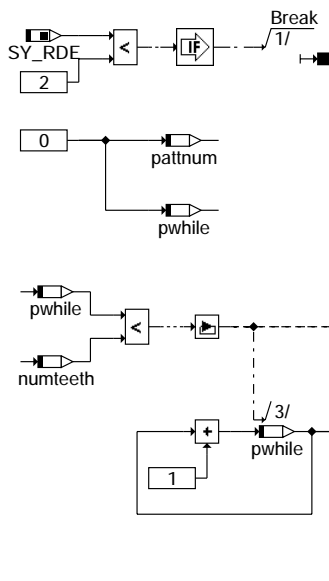 Break
1/
SY_RDE
<
IF
2
0
pattnum
pwhile
pwhile
<
numteeth
3/
+
pwhile
1